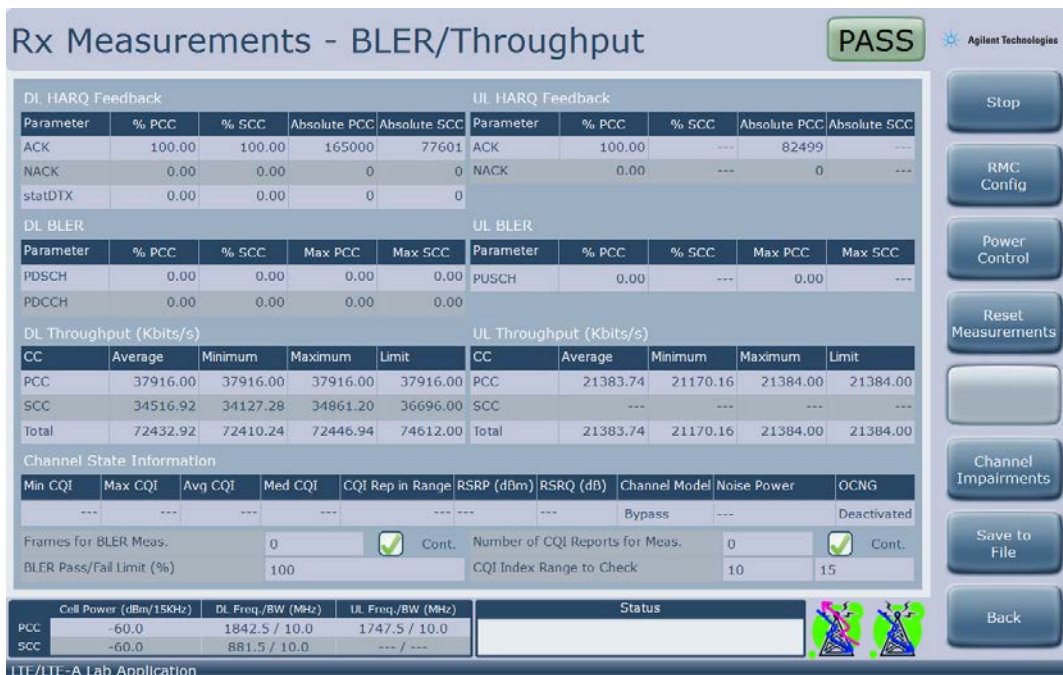 Rx Measurements - BLER/Throughput PASS Agilent Technologies
DL HARQ Feedback
Parameter % PCC % SCC Absolute PCC Absolute SCC
ACK 100.00 100.00 165000 77601
NACK 0.00 0.00 0 0
statDTX 0.00 0.00 0 0
UL HARQ Feedback
Parameter % PCC % SCC Absolute PCC Absolute SCC
ACK 100.00 --- 82499 ---
NACK 0.00 --- 0 ---
DL BLER
Parameter % PCC % SCC Max PCC Max SCC
PDSCH 0.00 0.00 0.00 0.00
PDCCH 0.00 0.00 0.00 0.00
UL BLER
Parameter % PCC % SCC Max PCC Max SCC
PUSCH 0.00 --- 0.00 ---
DL Throughput (Kbits/s)
CC Average Minimum Maximum Limit
PCC 37916.00 37916.00 37916.00 37916.00
SCC 34516.92 34127.28 34861.20 36696.00
Total 72432.92 72410.24 72446.94 74612.00
UL Throughput (Kbits/s)
CC Average Minimum Maximum Limit
PCC 21383.74 21170.16 21384.00 21384.00
SCC --- --- --- ---
Total 21383.74 21170.16 21384.00 21384.00
Channel State Information
Min CQI Max CQI Avg CQI Med CQI CQI Rep in Range RSRP (dBm) RSRQ (dB) Channel Model Noise Power OCNG
--- --- --- --- --- --- --- Bypass --- Deactivated
Frames for BLER Meas. 0 Cont. Number of CQI Reports for Meas. 0 Cont.
BLER Pass/Fail Limit (%) 100 CQI Index Range to Check 10 15
Cell Power (dBm/15KHz) DL Freq./BW (MHz) UL Freq./BW (MHz) Status
PCC -60.0 1842.5 / 10.0 1747.5 / 10.0
SCC -60.0 881.5 / 10.0 --- / ---
LTE/LTE-A Lab Application
Stop
RMC
Config
Power
Control
Reset
Measurements
Channel
Impairments
Save to
File
Back